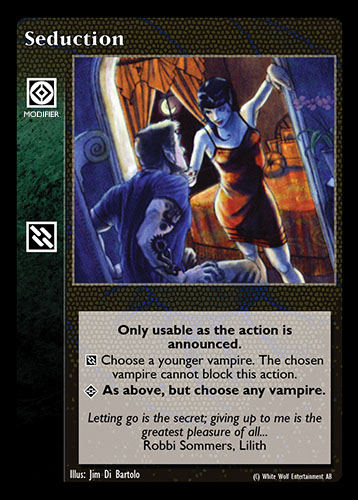 Seduction
MODIFIER
Only usable as the action is
announced.
Choose a younger vampire. The chosen
vampire cannot block this action.
As above, but choose any vampire.
Letting go is the secret; giving up to me is the
greatest pleasure of all...
Robbi Sommers, Lilith
Illus: Jim Di Bartolo
(C) White Wolf Entertainment AB